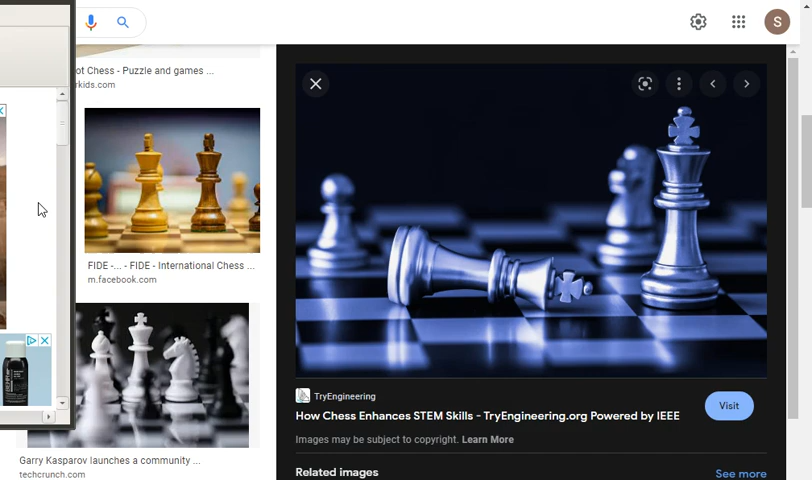 ot Chess - Puzzle and games ...
rkids.com
FIDE -... - FIDE - International Chess ...
m.facebook.com
Garry Kasparov launches a community ...
techcrunch.com
S
TryEngineering
How Chess Enhances STEM Skills - TryEngineering.org Powered by IEEE
Visit
Images may be subject to copyright. Learn More
Related images
See more